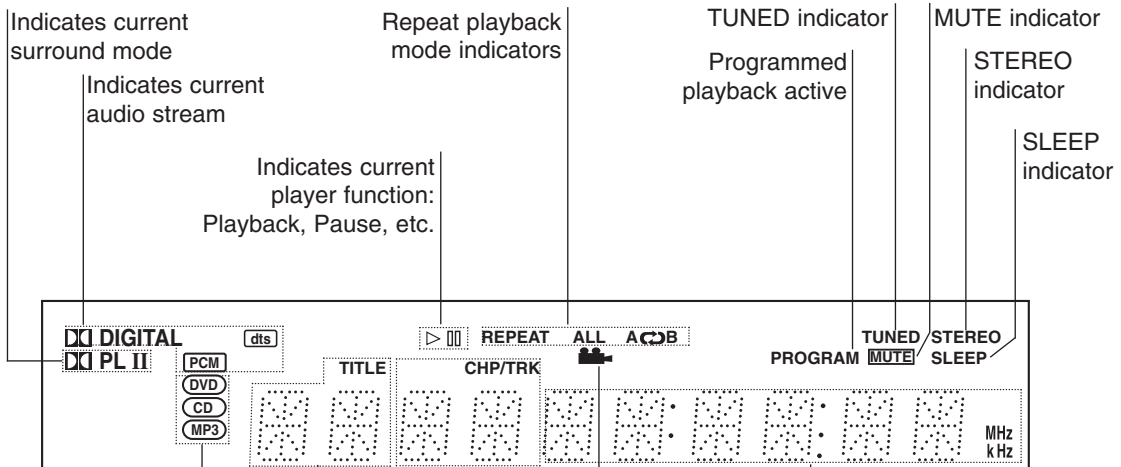 Indicates current
surround mode
Indicates current
audio stream
Indicates current
player function:
Playback, Pause, etc.
Repeat playback
mode indicators
TUNED indicator
Programmed
playback active
MUTE indicator
STEREO
indicator
SLEEP
indicator
DIGITAL dts
PL II
PCM
DVD
CD
MP3
TITLE
CHP/TRK
REPEAT ALL A B
TUNED STEREO
PROGRAM MUTE SLEEP
MHz
kHz